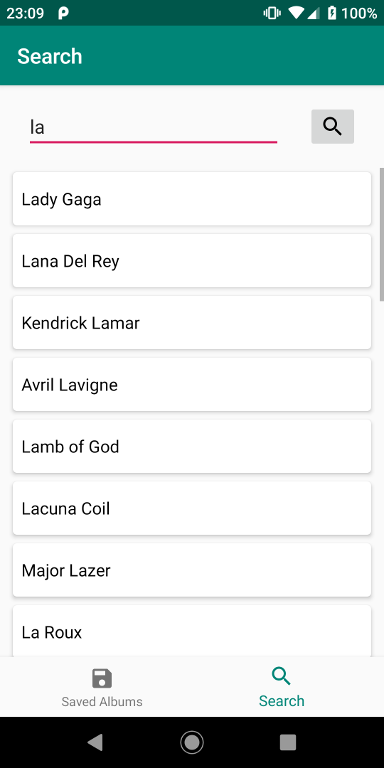 23:09 100%
Search
la
Lady Gaga
Lana Del Rey
Kendrick Lamar
Avril Lavigne
Lamb of God
Lacuna Coil
Major Lazer
La Roux
Saved Albums
Search